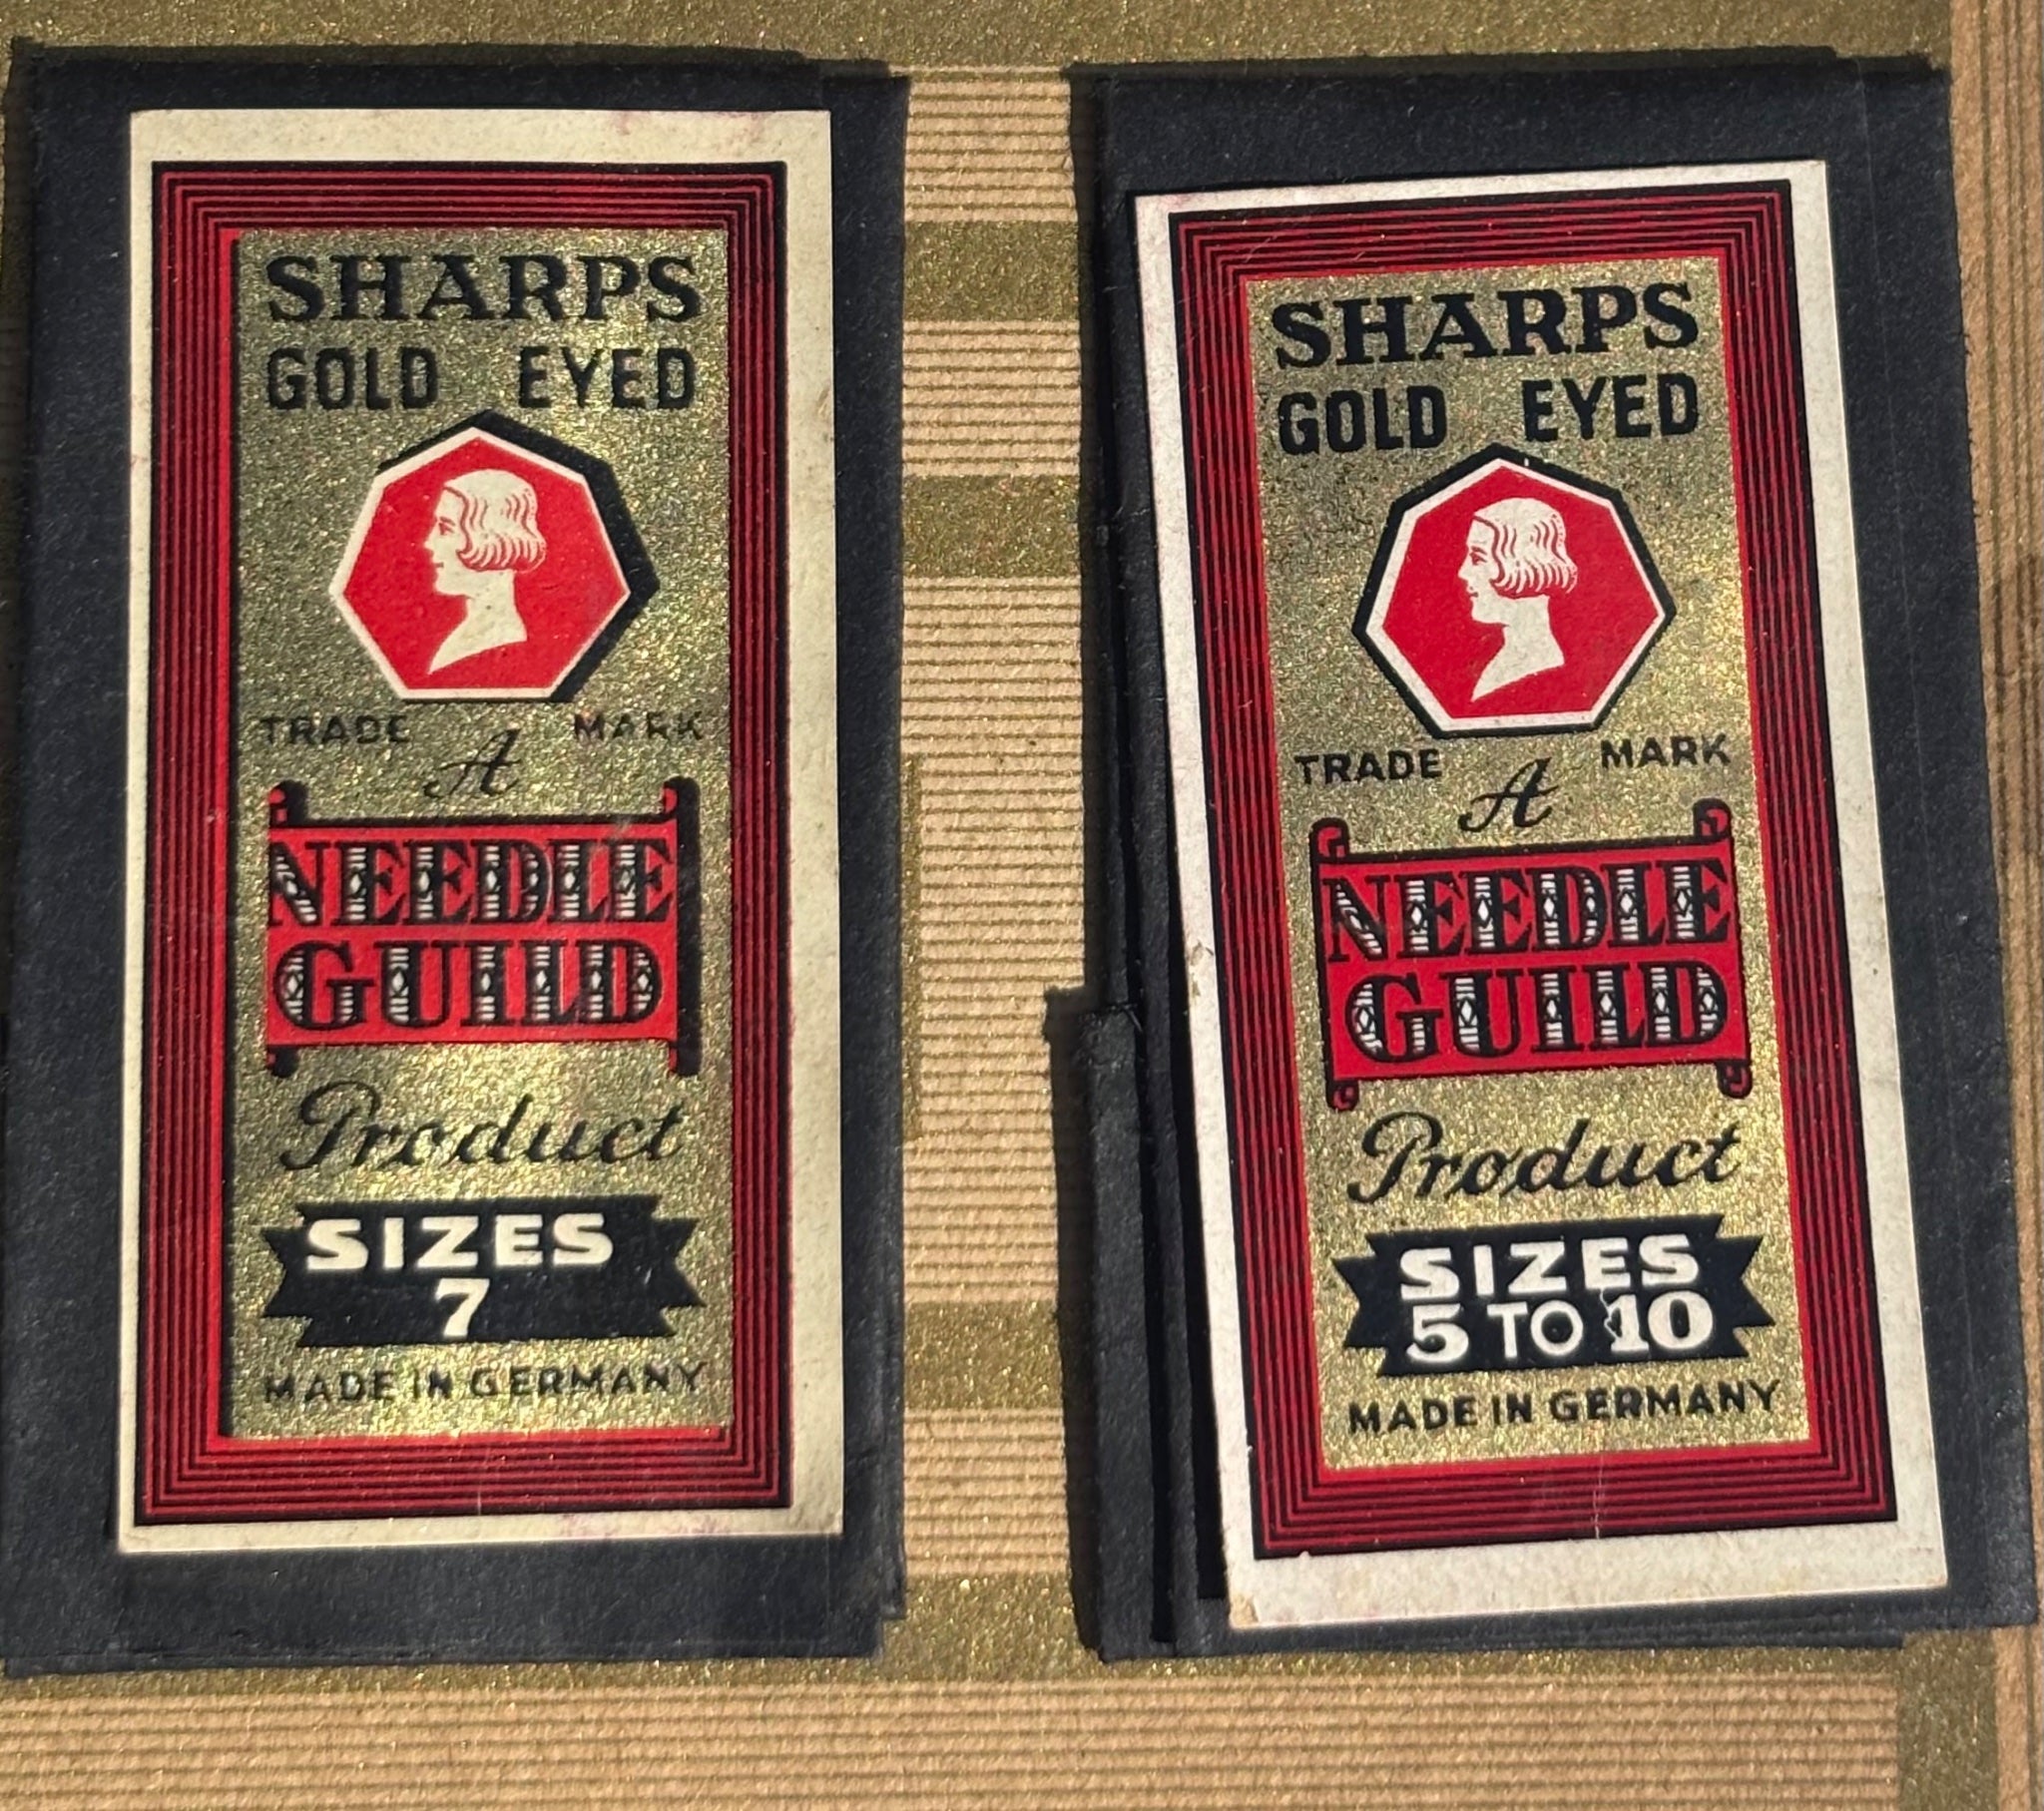 SHARPS
GOLD EYED
TRADE MARK
A
NEEDLE
GUILD
Product
SIZES
7
MADE IN GERMANY
SHARPS
GOLD EYED
TRADE MARK
A
NEEDLE
GUILD
Product
SIZES
5 TO 10
MADE IN GERMANY